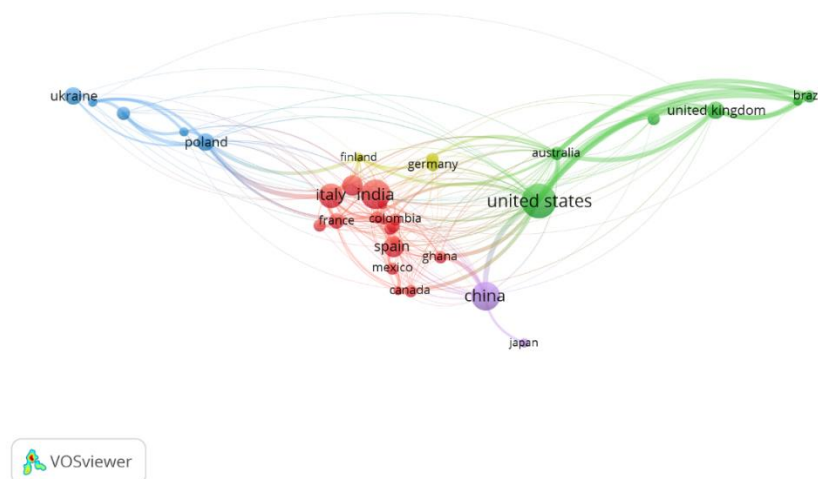 ukraine
braz
united kingdom
poland
australia
finland
germany
italy
india
united states
colombia
france
spain
ghana
mexico
canada
china
japan
VOSviewer